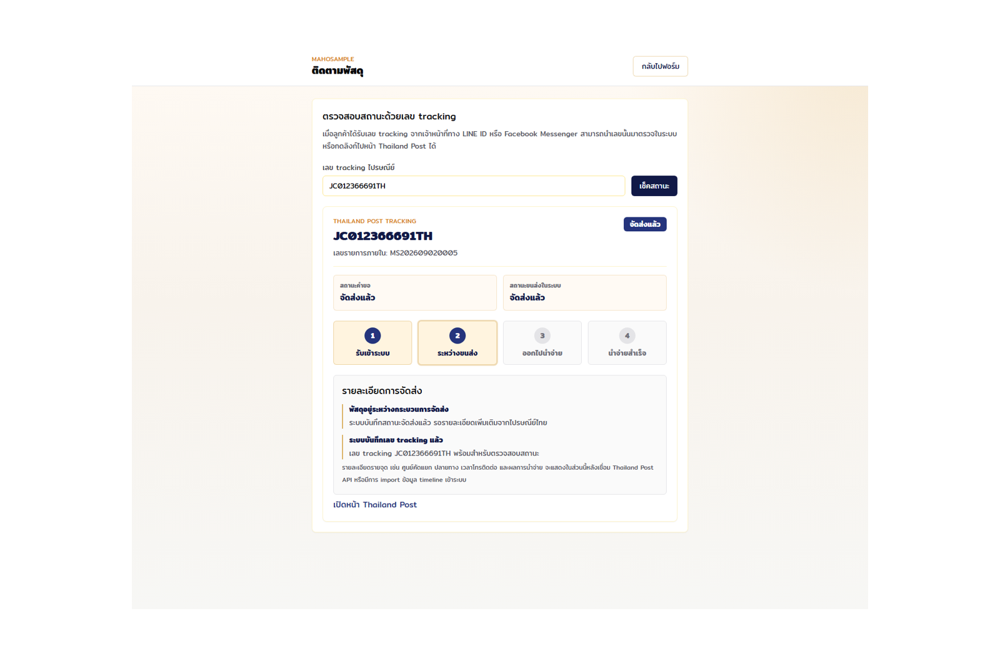 MAHOSAMPLE
ติดตามพัสดุ
กลับไปฟอร์ม
ตรวจสอบสถานะด้วยเลข tracking
เมื่อลูกค้าได้รับเลข tracking จากเจ้าหน้าที่ทาง LINE ID หรือ Facebook Messenger สามารถนำเลขนั้นมาตรวจในระบบ
หรือกดลิงก์ไปหน้า Thailand Post ได้
เลข tracking ไปรษณีย์
JC012366691TH
เช็คสถานะ
THAILAND POST TRACKING
จัดส่งแล้ว
JC012366691TH
เลขรายการภายใน: MS202609020005
สถานะคำขอ
จัดส่งแล้ว
สถานะขนส่งในระบบ
จัดส่งแล้ว
1
รับเข้าระบบ
2
ระหว่างขนส่ง
3
ออกไปนำจ่าย
4
นำจ่ายสำเร็จ
รายละเอียดการจัดส่ง
พัสดุอยู่ระหว่างกระบวนการจัดส่ง
ระบบบันทึกสถานะจัดส่งแล้ว รอรายละเอียดเพิ่มเติมจากไปรษณีย์ไทย
ระบบบันทึกเลข tracking แล้ว
เลข tracking JC012366691TH พร้อมสำหรับตรวจสอบสถานะ
รายละเอียดรายจุด เช่น ศูนย์คัดแยก ปลายทาง เวลาโทรติดต่อ และผลการนำจ่าย จะแสดงในส่วนนี้หลังเชื่อม Thailand Post
API หรือมีการ import ข้อมูล timeline เข้าระบบ
เปิดหน้า Thailand Post